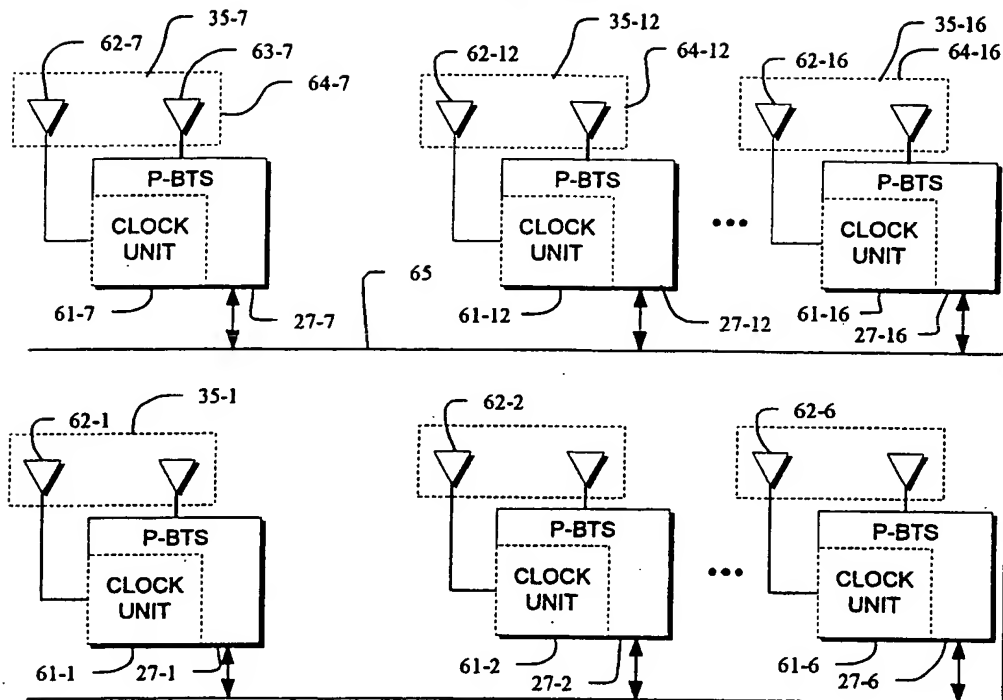 35-7
62-7
63-7
64-7
35-12
62-12
64-12
35-16
62-16
64-16
P-BTS
CLOCK
UNIT
P-BTS
CLOCK
UNIT
•••
P-BTS
CLOCK
UNIT
61-7
27-7
65
61-12
27-12
61-16
27-16
62-1
35-1
62-2
62-6
P-BTS
CLOCK
UNIT
P-BTS
CLOCK
UNIT
•••
P-BTS
CLOCK
UNIT
61-1
27-1
61-2
27-2
61-6
27-6